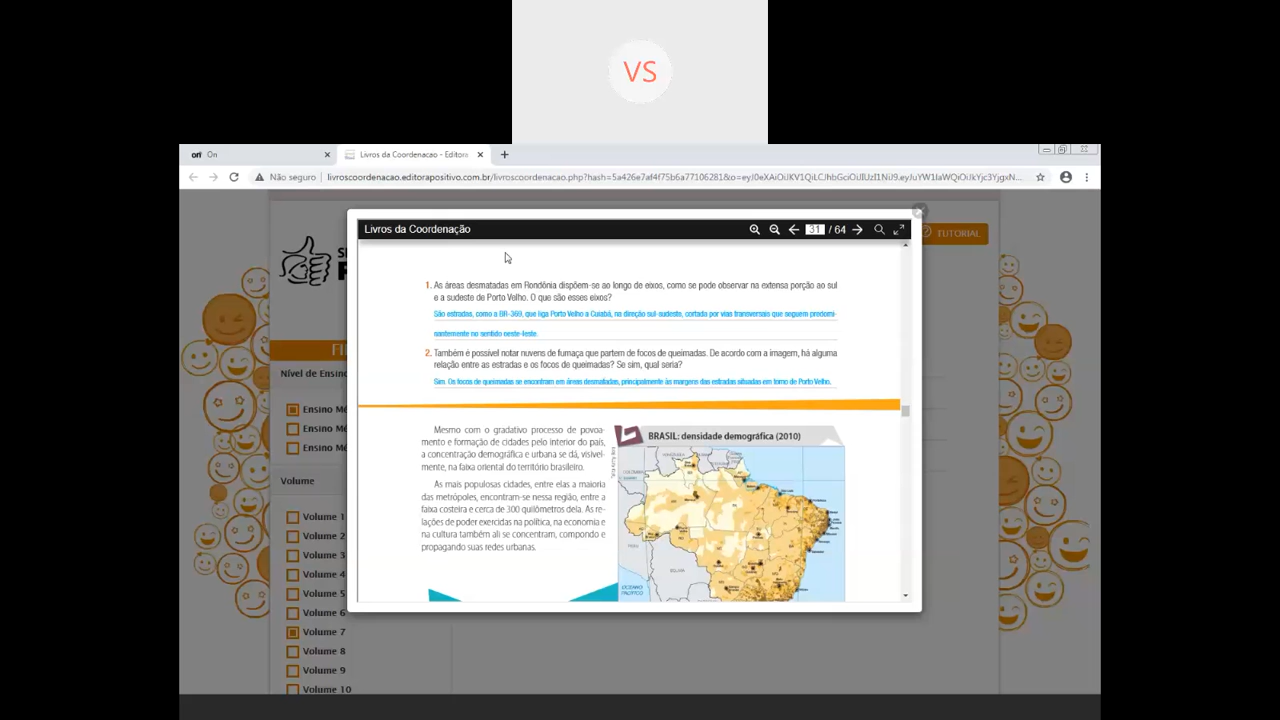 VS
On
Livros da Coordenacao - Editora
Não seguro
livroscoordenacao.editorapositivo.com.br/livroscoordenacao.php?hash=5a426e7af4f75b6a77106281&o=
TUTORIAL
Livros da Coordenação
31 / 64
1. As áreas desmatadas em Rondônia dispõem-se ao longo de eixos, como se pode observar na extensa porção ao sul
e a sudeste de Porto Velho. O que são esses eixos?
São estradas, como a BR-369, que liga Porto Velho a Cuiabá, na direção sul-sudeste, cortada por vias transversais que seguem predomi-
nantemente no sentido oeste-leste.
2. Também é possível notar nuvens de fumaça que partem de focos de queimadas. De acordo com a imagem, há alguma
relação entre as estradas e os focos de queimadas? Se sim, qual seria?
Sim. Os focos de queimadas se encontram em áreas desmatadas, principalmente às margens das estradas situadas em torno de Porto Velho.
Mesmo com o gradativo processo de povoa-
mento e formação de cidades pelo interior do país,
a concentração demográfica e urbana se dá, visivel-
mente, na faixa oriental do território brasileiro.
As mais populosas cidades, entre elas a maioria
das metrópoles, encontram-se nessa região, entre a
faixa costeira e cerca de 300 quilômetros dela. As re-
lações de poder exercidas na política, na economia e
na cultura também ali se concentram, compondo e
propagando suas redes urbanas.
BRASIL: densidade demográfica (2010)
OCEANO
PACÍFICO
FI
Nível de Ensino
Ensino Mé
Ensino Mé
Ensino Mé
Volume
Volume 1
Volume 2
Volume 3
Volume 4
Volume 5
Volume 6
Volume 7
Volume 8
Volume 9
Volume 10